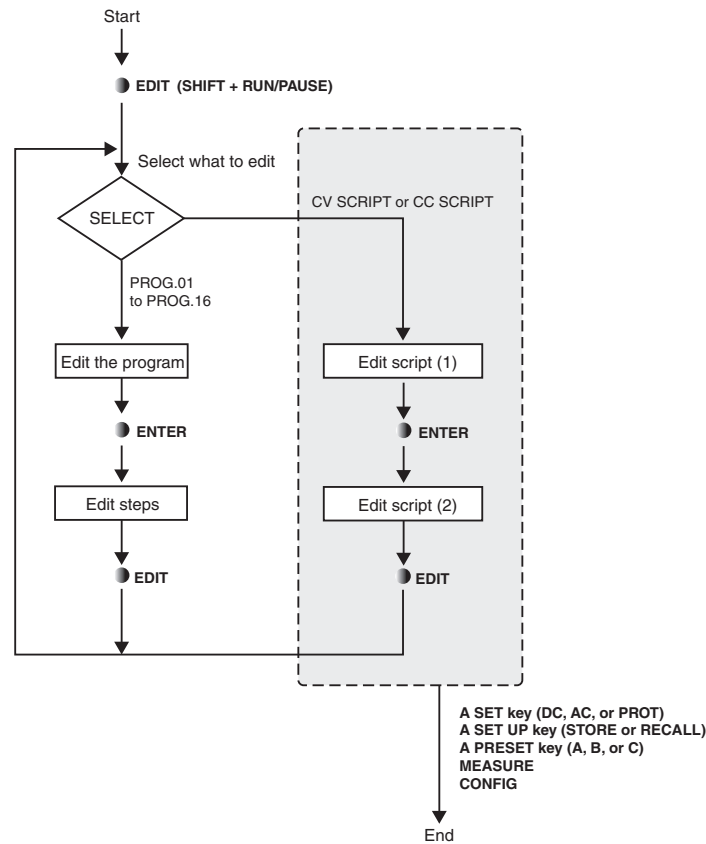 Start
EDIT (SHIFT + RUN/PAUSE)
Select what to edit
SELECT
CV SCRIPT or CC SCRIPT
PROG.01
to PROG.16
Edit the program
ENTER
Edit steps
EDIT
Edit script (1)
ENTER
Edit script (2)
EDIT
A SET key (DC, AC, or PROT)
A SET UP key (STORE or RECALL)
A PRESET key (A, B, or C)
MEASURE
CONFIG
End